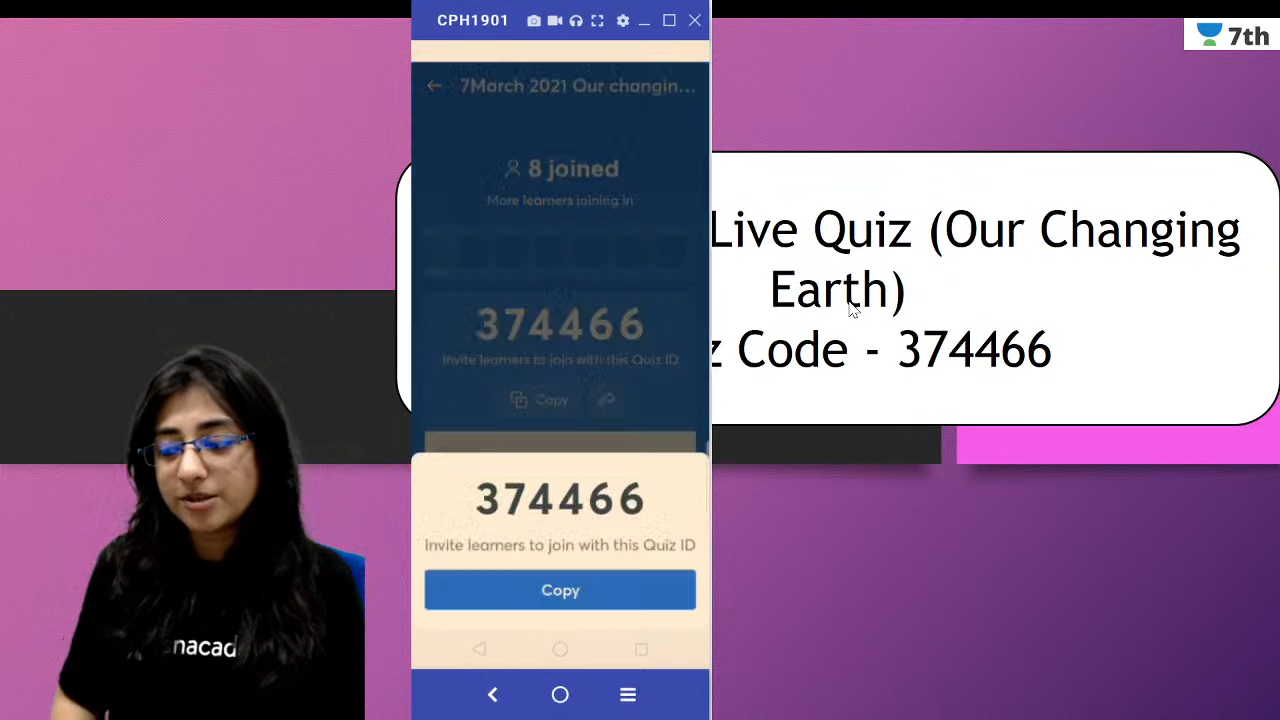 CPH1901
7th
7March 2021 Our changin...
8 joined
More learners joining in
Live Quiz (Our Changing
Earth)
374466
z Code - 374466
Invite learners to join with this Quiz ID
Copy
374466
Invite learners to join with this Quiz ID
Copy
nacad